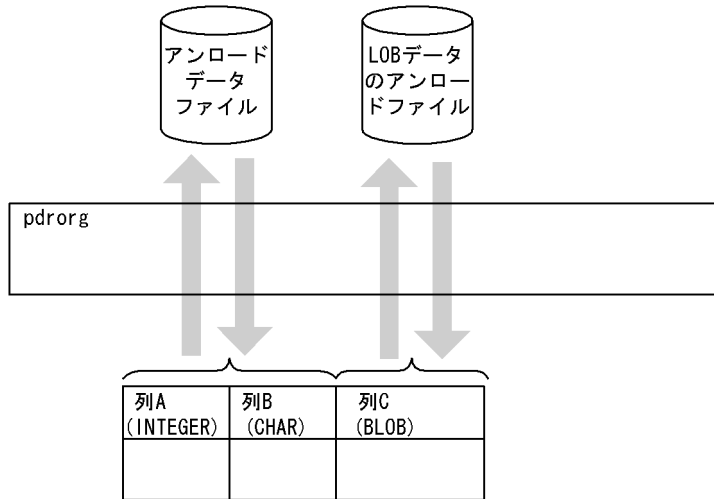 アンロード
データ
ファイル
LOBデータ
のアンロー
ドファイル
pdrorg
列A
(INTEGER)
列B
(CHAR)
列C
(BLOB)